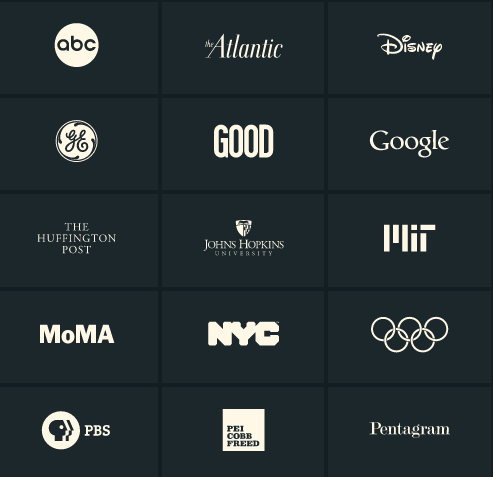 abc
the Atlantic
Disney
GE
GOOD
Google
THE
HUFFINGTON
POST
JOHNS HOPKINS
UNIVERSITY
MIT
MoMA
NYC
PBS
PEI
COBB
FREED
Pentagram